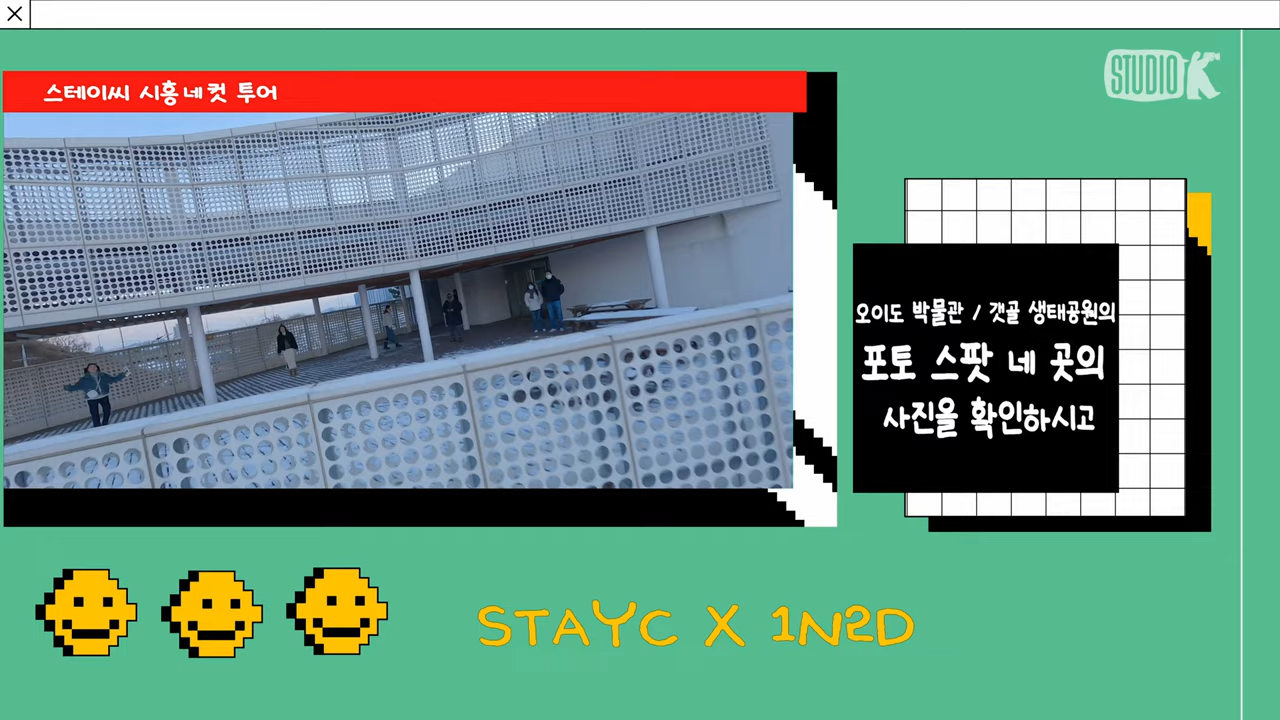 STUDIO K
스테이씨 시흥네컷 투어
오이도 박물관 / 갯골 생태공원의
포토 스팟 네 곳의
사진을 확인하시고
STAYC X 1N2D